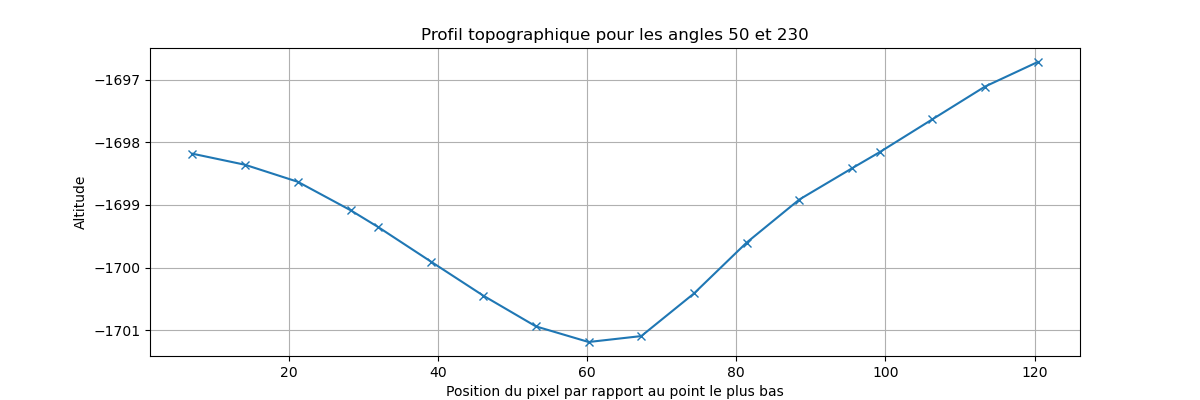 Profil topographique pour les angles 50 et 230
−1697
−1698
−1699
−1700
−1701
Altitude
20 40 60 80 100 120
Position du pixel par rapport au point le plus bas